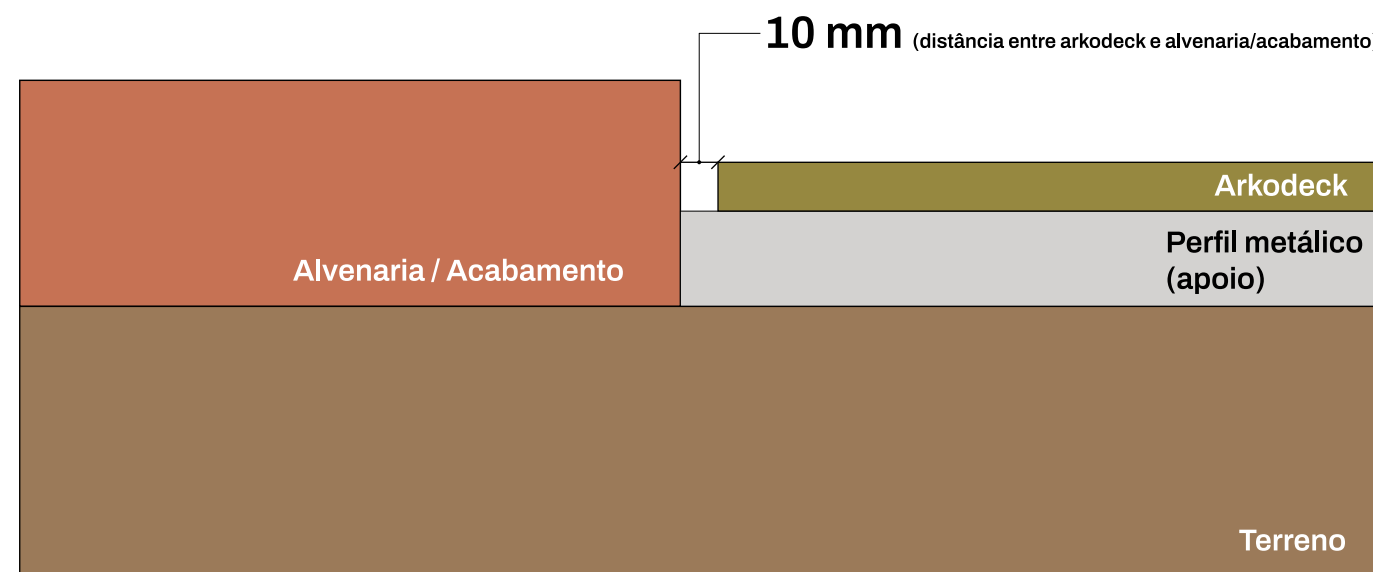 10 mm (distância entre arkodeck e alvenaria/acabamento)
Arkodeck
Perfil metálico
(apoio)
Alvenaria / Acabamento
Terreno